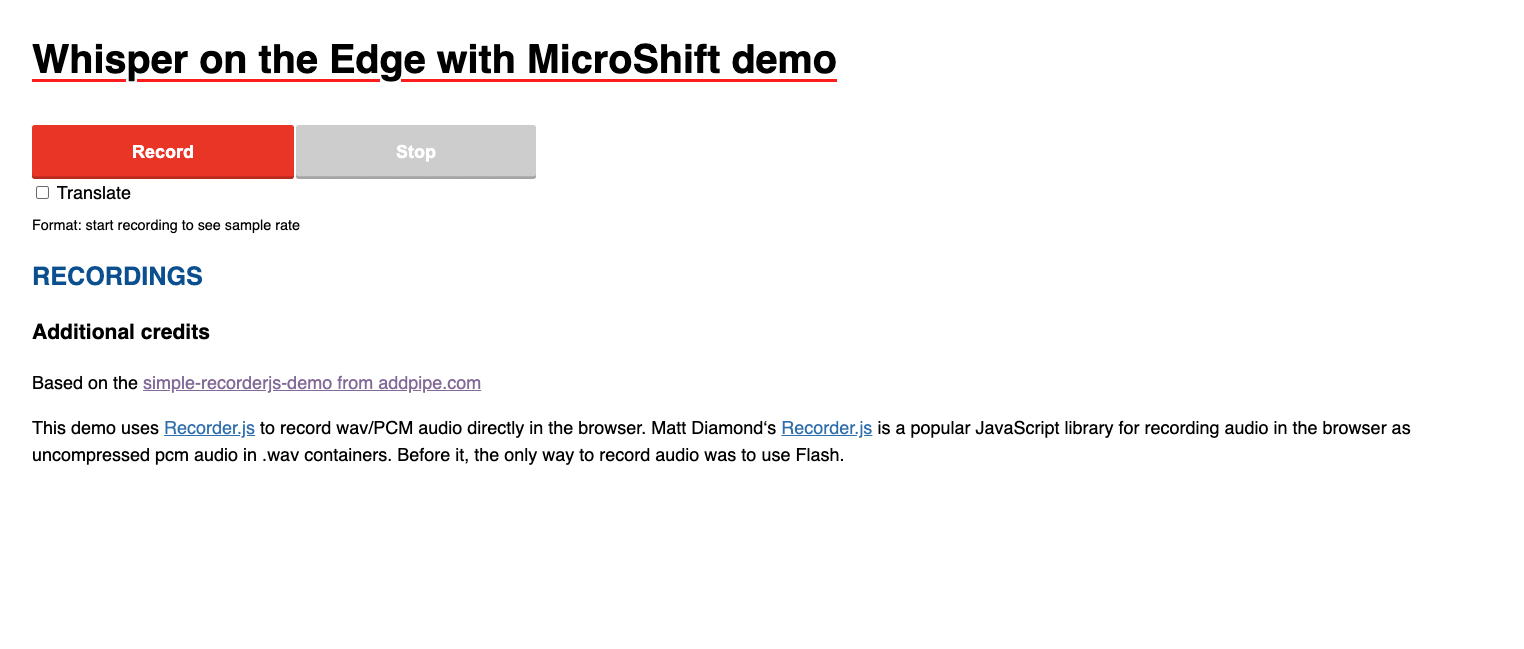 Whisper on the Edge with MicroShift demo
Record
Stop
Translate
Format: start recording to see sample rate
RECORDINGS
Additional credits
Based on the simple-recorderjs-demo from addpipe.com
This demo uses Recorder.js to record wav/PCM audio directly in the browser. Matt Diamond‘s Recorder.js is a popular JavaScript library for recording audio in the browser as
uncompressed pcm audio in .wav containers. Before it, the only way to record audio was to use Flash.